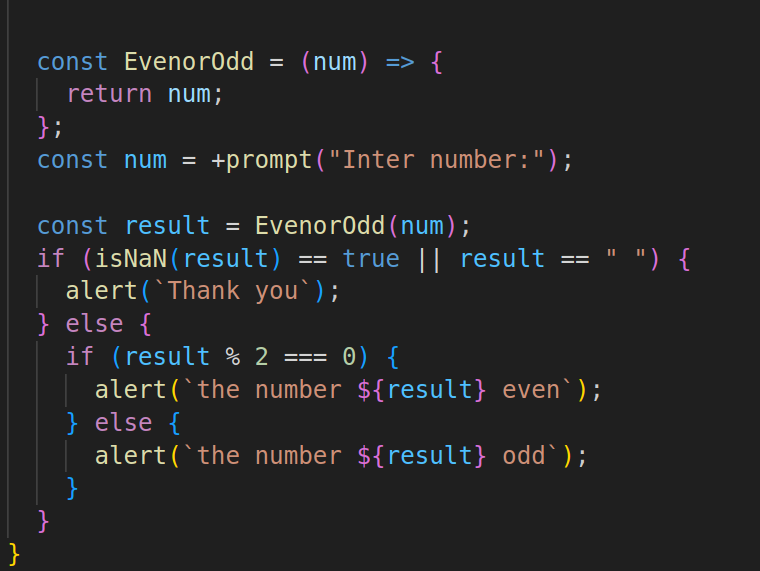 const EvenorOdd = (num) => {
return num;
};
const num = +prompt("Inter number:");
const result = EvenorOdd(num);
if (isNaN(result) == true || result == " ") {
alert(`Thank you`);
} else {
if (result % 2 === 0) {
alert(`the number ${result} even`);
} else {
alert(`the number ${result} odd`);
}
}
}